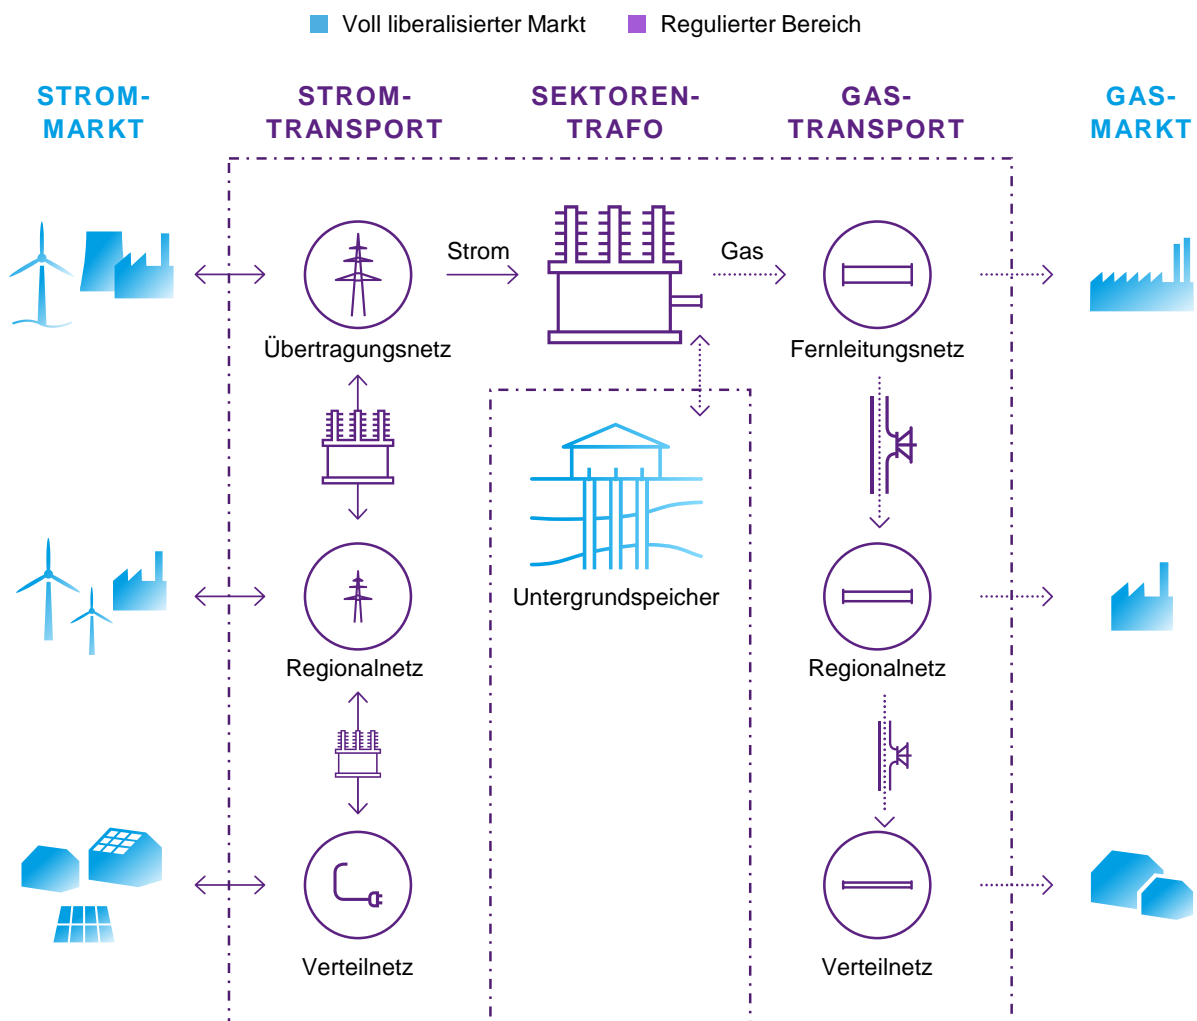 Voll liberalisierter Markt
Regulierter Bereich
STROM-
MARKT
STROM-
TRANSPORT
SEKTOREN-
TRAFO
GAS-
TRANSPORT
GAS-
MARKT
Strom
Gas
Übertragungsnetz
Fernleitungsnetz
Untergrundspeicher
Regionalnetz
Regionalnetz
Verteilnetz
Verteilnetz